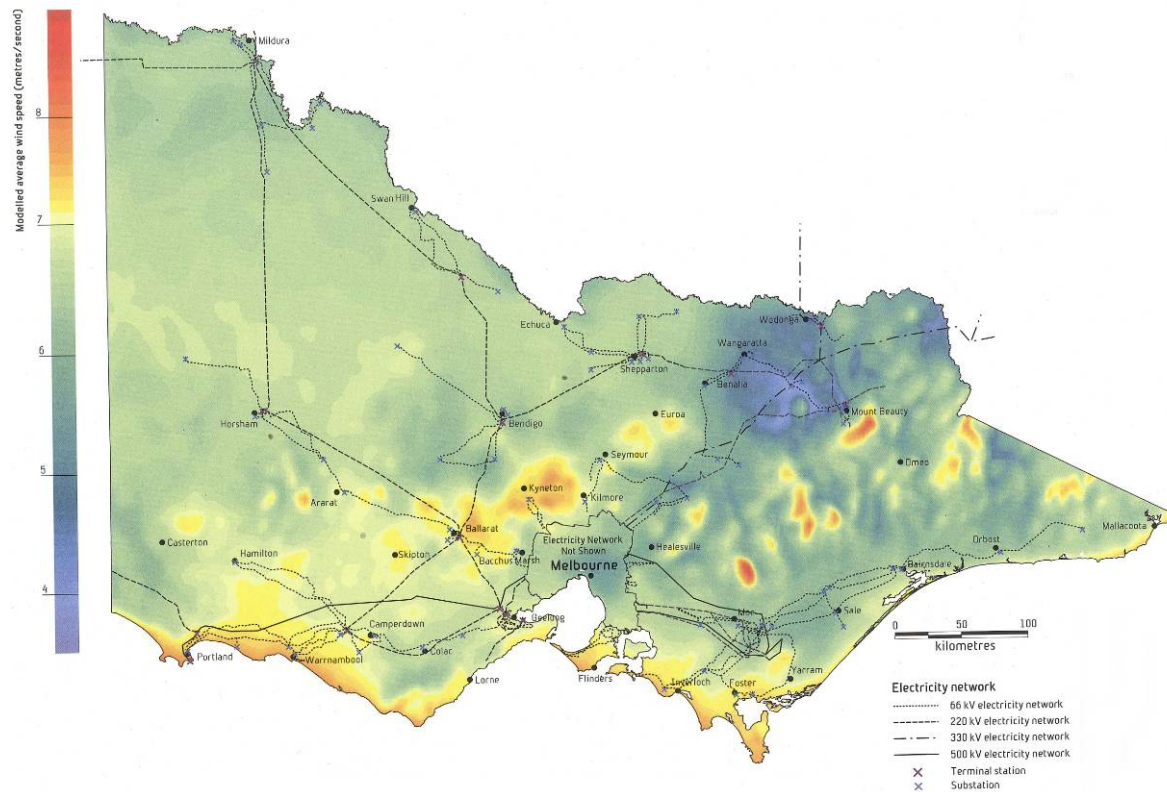 Modelled average wind speed (metres/second)
8
7
6
5
4
Mildura
Swan Hill
Echuca
Wodonga
Wangaratta
Shepparton
Benalla
Horsham
Bendigo
Euroa
Mount Beauty
Seymour
Omeo
Ararat
Kyneton
Kilmore
Ballarat
Mallacoota
Casterton
Hamilton
Skipton
Bacchus Marsh
Electricity Network
Not Shown
Melbourne
Healesville
Orbost
Bairnsdale
Geelong
Mor
Sale
Camperdown
Portland
Warrnambool
Colac
Lorne
Flinders
Inverloch
Foster
Yarram
0 50 100
kilometres
Electricity network
66 kV electricity network
220 kV electricity network
330 kV electricity network
500 kV electricity network
Terminal station
Substation